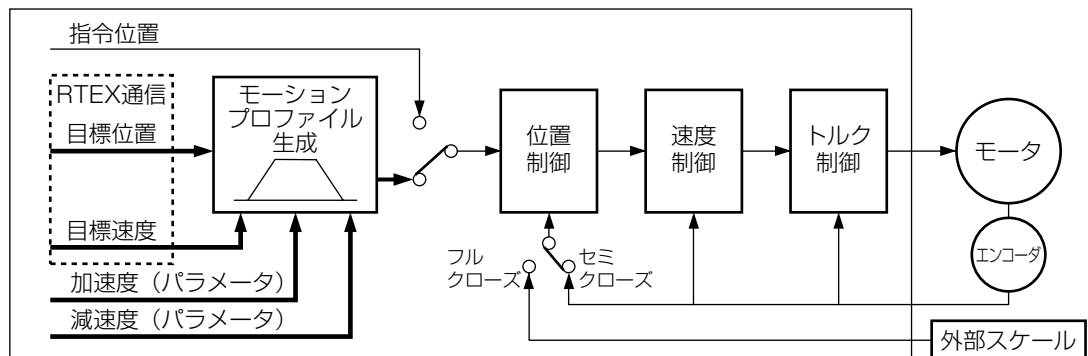 指令位置
RTEX通信
目標位置
目標速度
加速度（パラメータ）
減速度（パラメータ）
モーション
プロファイル
生成
位置
制御
速度
制御
トルク
制御
モータ
エンコーダ
フル
クローズ
セミ
クローズ
外部スケール